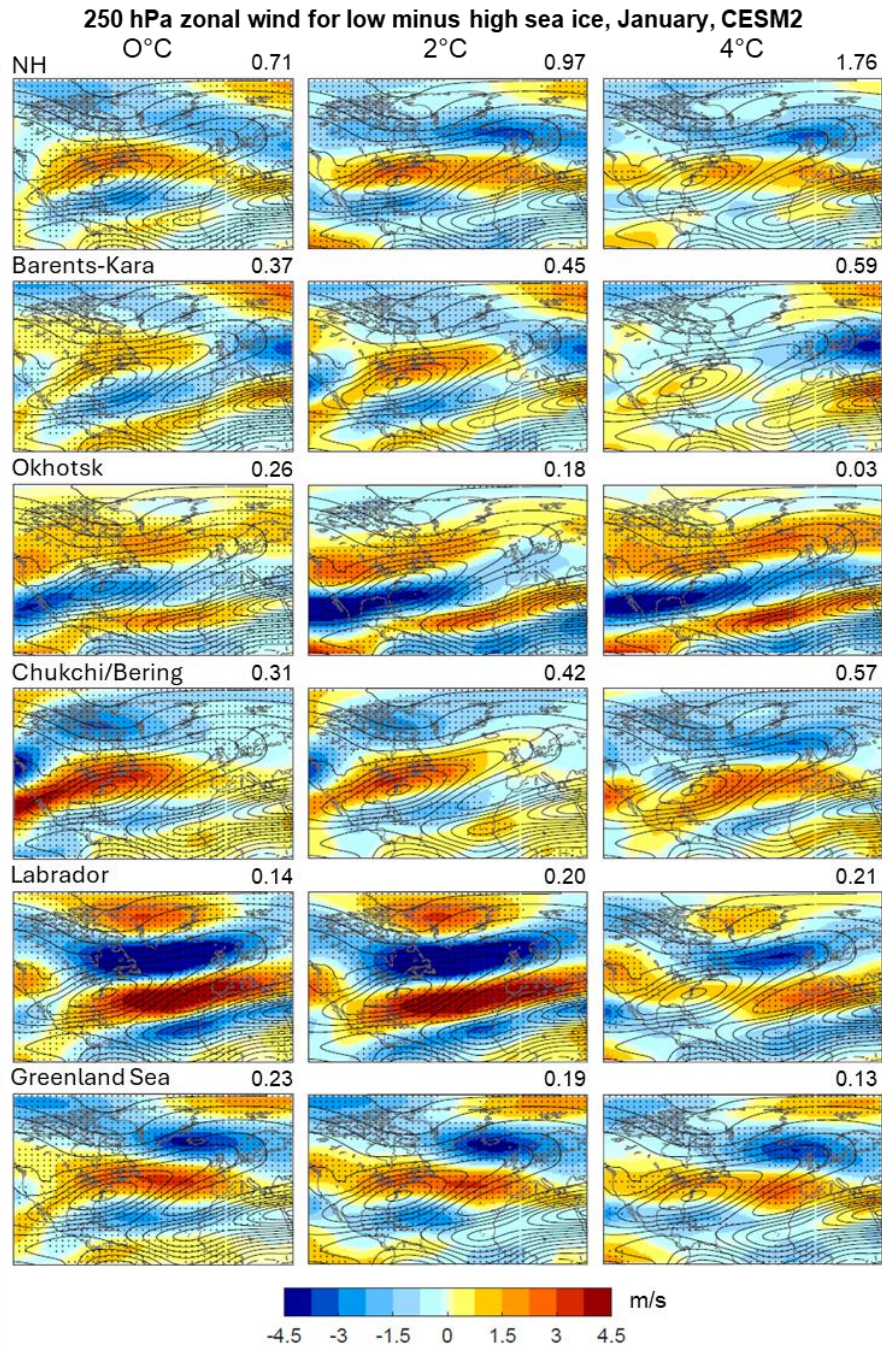 250 hPa zonal wind for low minus high sea ice, January, CESM2
O°C 2°C 4°C
NH 0.71 0.97 1.76
Barents-Kara 0.37 0.45 0.59
Okhotsk 0.26 0.18 0.03
Chukchi/Bering 0.31 0.42 0.57
Labrador 0.14 0.20 0.21
Greenland Sea 0.23 0.19 0.13
m/s
-4.5 -3 -1.5 0 1.5 3 4.5